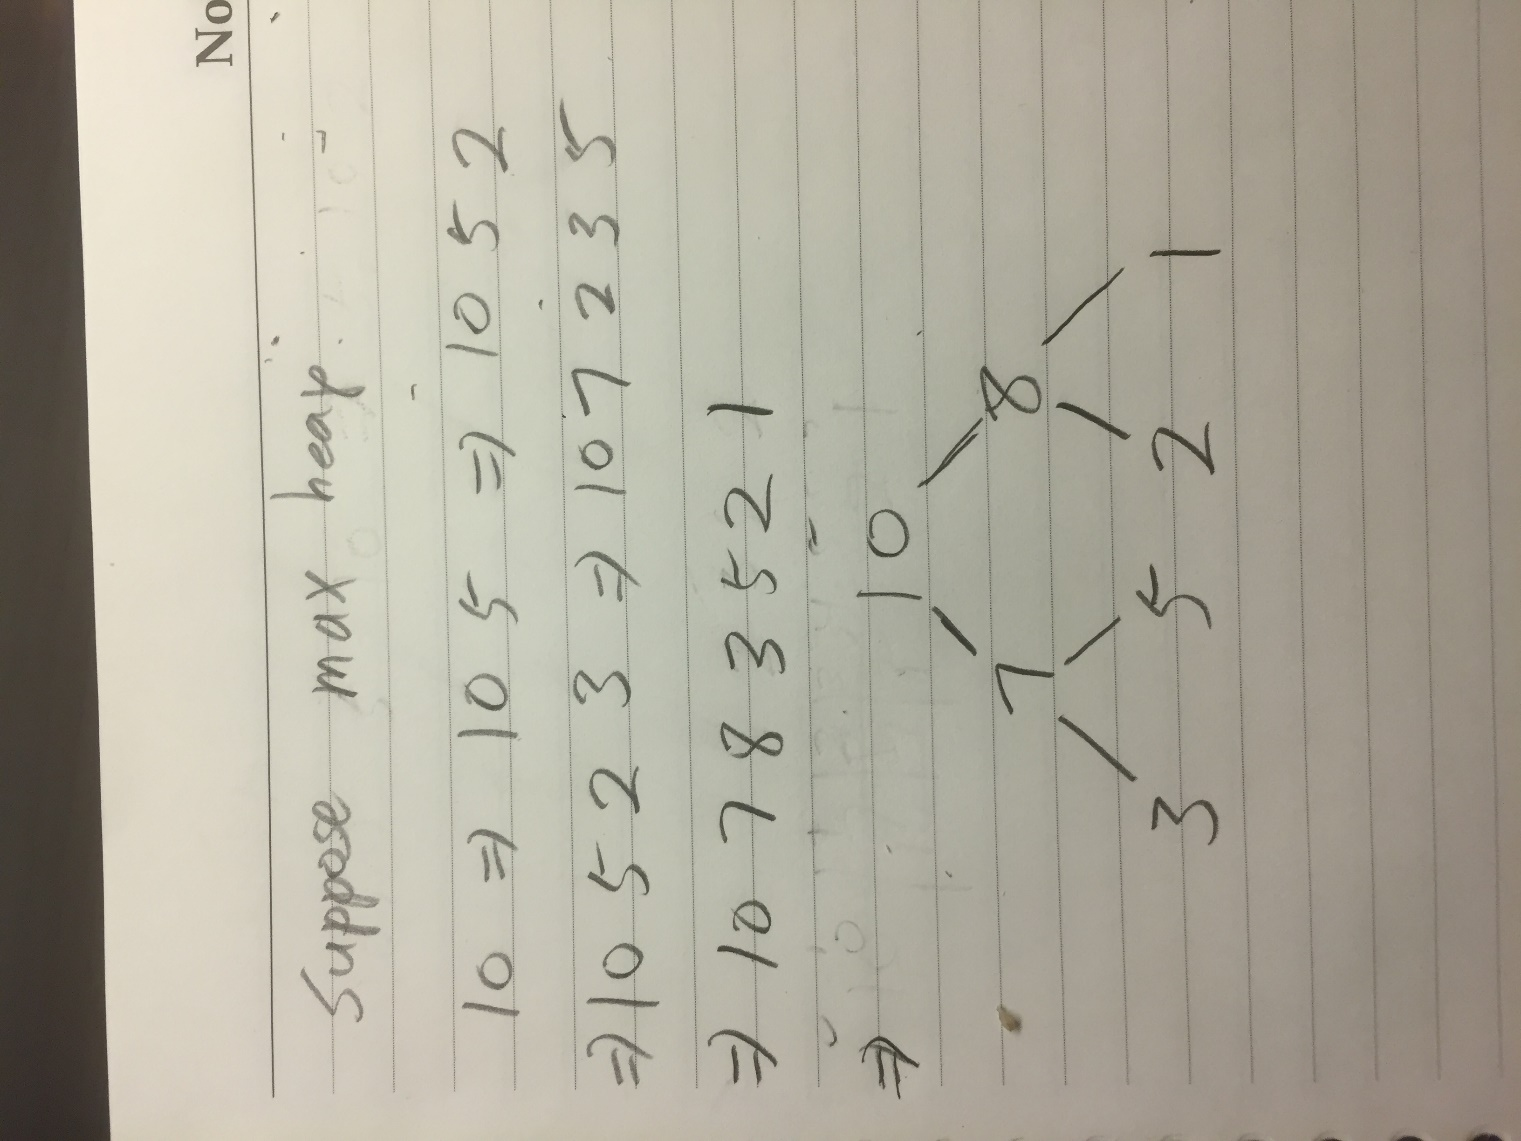 No
Suppose max heap.
10 ⇒ 10 5 ⇒ 10 5 2
⇒ 10 5 2 3 ⇒ 10 7 2 3 5
⇒ 10 7 8 3 5 2 1
⇒
10
7 8
3 5 2 1